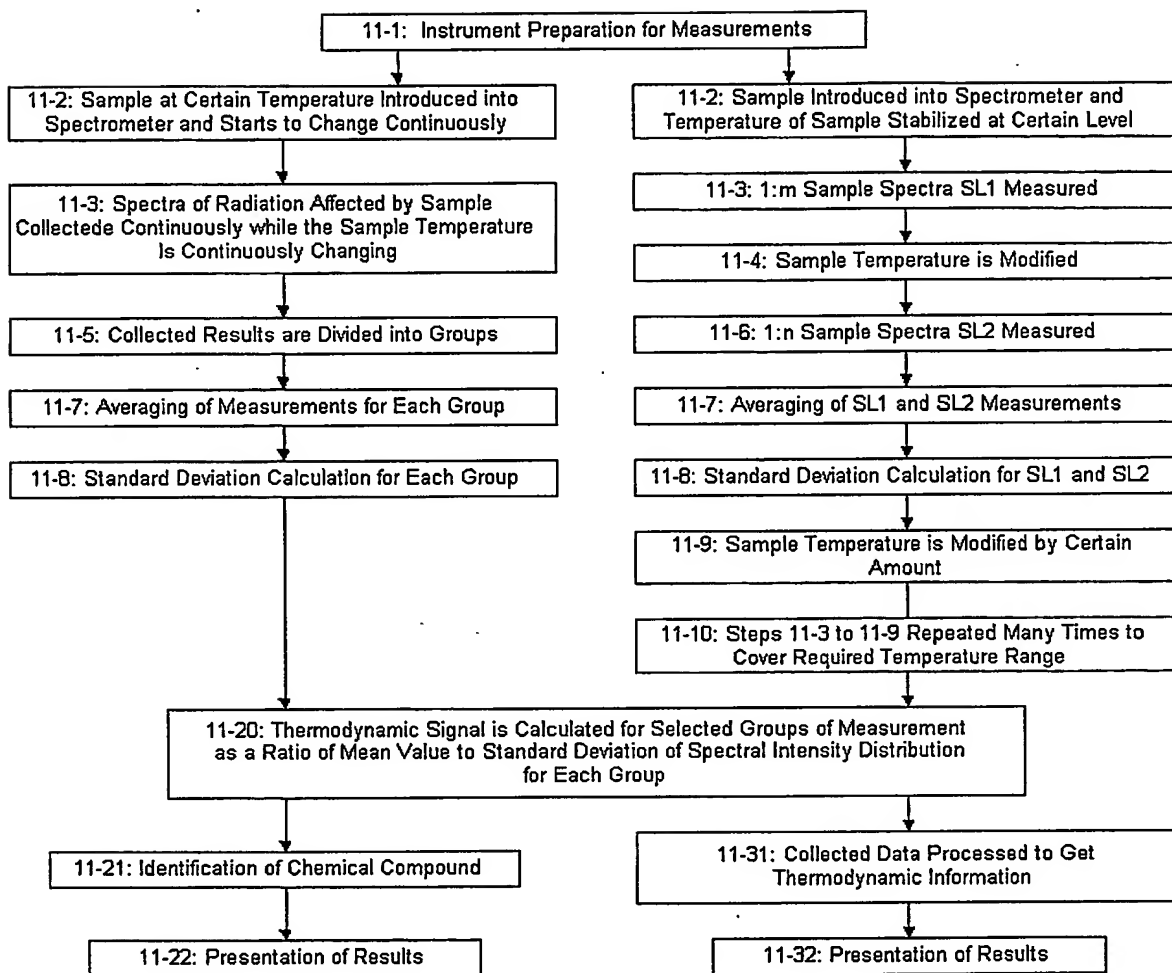 11-1: Instrument Preparation for Measurements
11-2: Sample at Certain Temperature Introduced into
Spectrometer and Starts to Change Continuously
11-3: Spectra of Radiation Affected by Sample
Collectede Continuously while the Sample Temperature
Is Continuously Changing
11-5: Collected Results are Divided into Groups
11-7: Averaging of Measurements for Each Group
11-8: Standard Deviation Calculation for Each Group
11-2: Sample Introduced into Spectrometer and
Temperature of Sample Stabilized at Certain Level
11-3: 1:m Sample Spectra SL1 Measured
11-4: Sample Temperature is Modified
11-6: 1:n Sample Spectra SL2 Measured
11-7: Averaging of SL1 and SL2 Measurements
11-8: Standard Deviation Calculation for SL1 and SL2
11-9: Sample Temperature is Modified by Certain
Amount
11-10: Steps 11-3 to 11-9 Repeated Many Times to
Cover Required Temperature Range
11-20: Thermodynamic Signal is Calculated for Selected Groups of Measurement
as a Ratio of Mean Value to Standard Deviation of Spectral Intensity Distribution
for Each Group
11-21: Identification of Chemical Compound
11-22: Presentation of Results
11-31: Collected Data Processed to Get
Thermodynamic Information
11-32: Presentation of Results